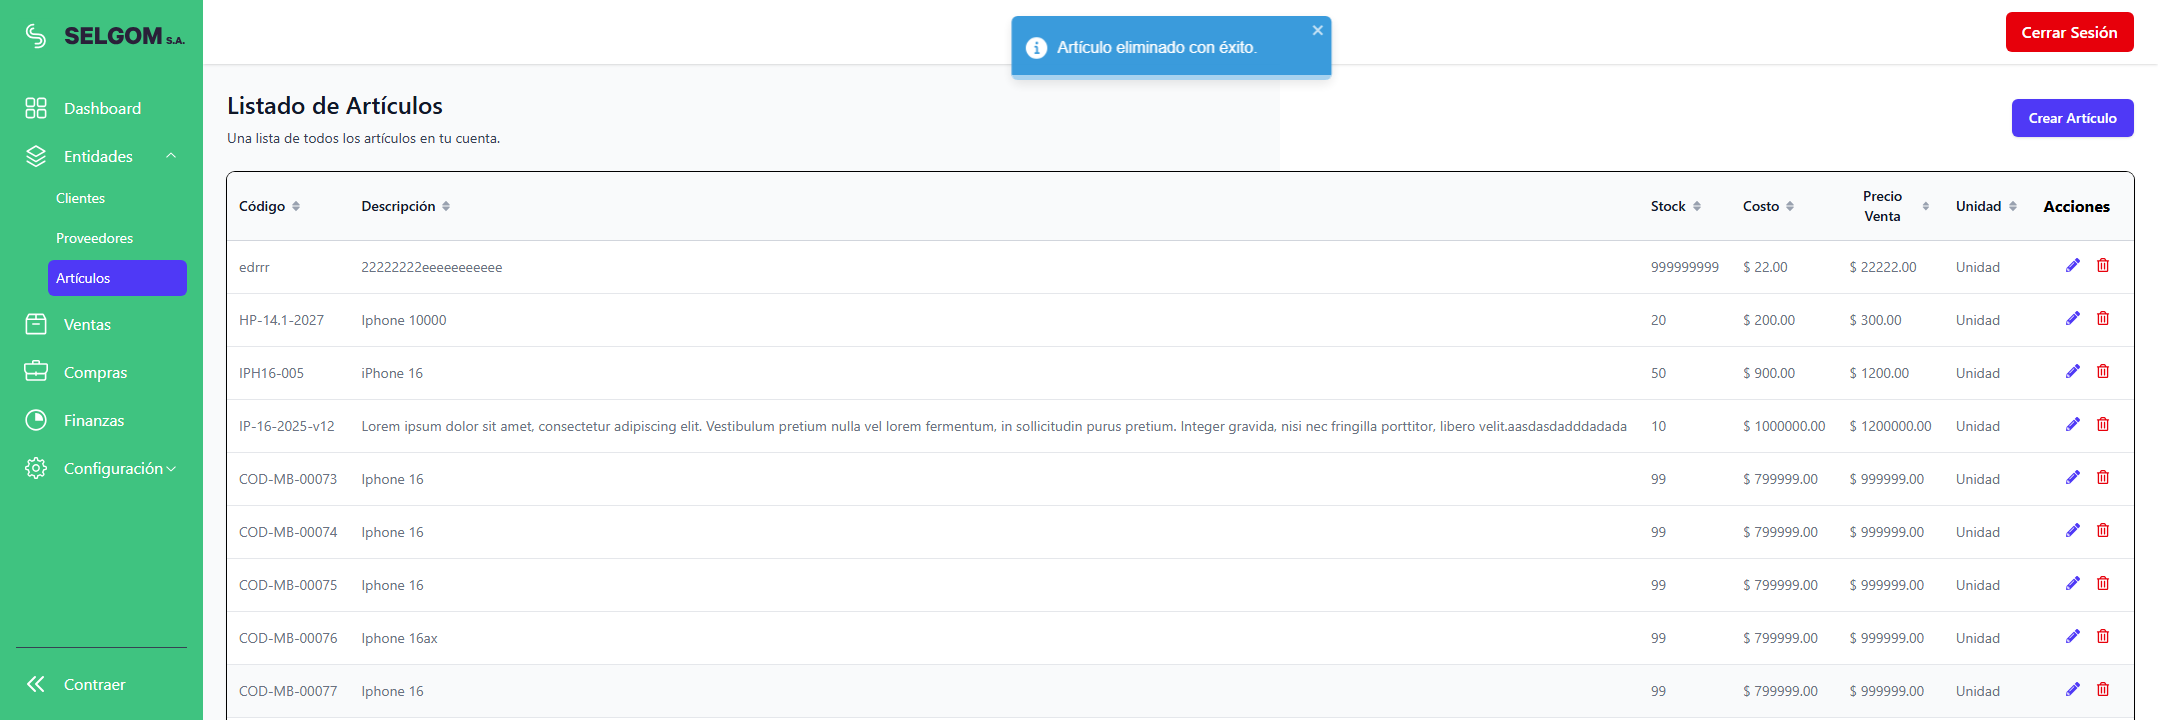 SELGOM S.A.
Artículo eliminado con éxito.
Cerrar Sesión
Dashboard
Entidades
Clientes
Proveedores
Artículos
Ventas
Compras
Finanzas
Configuración
Contraer
Listado de Artículos
Una lista de todos los artículos en tu cuenta.
Crear Artículo
Código Descripción Stock Costo Precio Venta Unidad Acciones
edrrr 22222222eeeeeeeeeee 999999999 $ 22.00 $ 22222.00 Unidad
HP-14.1-2027 Iphone 10000 20 $ 200.00 $ 300.00 Unidad
IPH16-005 iPhone 16 50 $ 900.00 $ 1200.00 Unidad
IP-16-2025-v12 Lorem ipsum dolor sit amet, consectetur adipiscing elit. Vestibulum pretium nulla vel lorem fermentum, in sollicitudin purus pretium. Integer gravida, nisi nec fringilla porttitor, libero velit.aasdasdadddadada 10 $ 1000000.00 $ 1200000.00 Unidad
COD-MB-00073 Iphone 16 99 $ 799999.00 $ 999999.00 Unidad
COD-MB-00074 Iphone 16 99 $ 799999.00 $ 999999.00 Unidad
COD-MB-00075 Iphone 16 99 $ 799999.00 $ 999999.00 Unidad
COD-MB-00076 Iphone 16ax 99 $ 799999.00 $ 999999.00 Unidad
COD-MB-00077 Iphone 16 99 $ 799999.00 $ 999999.00 Unidad